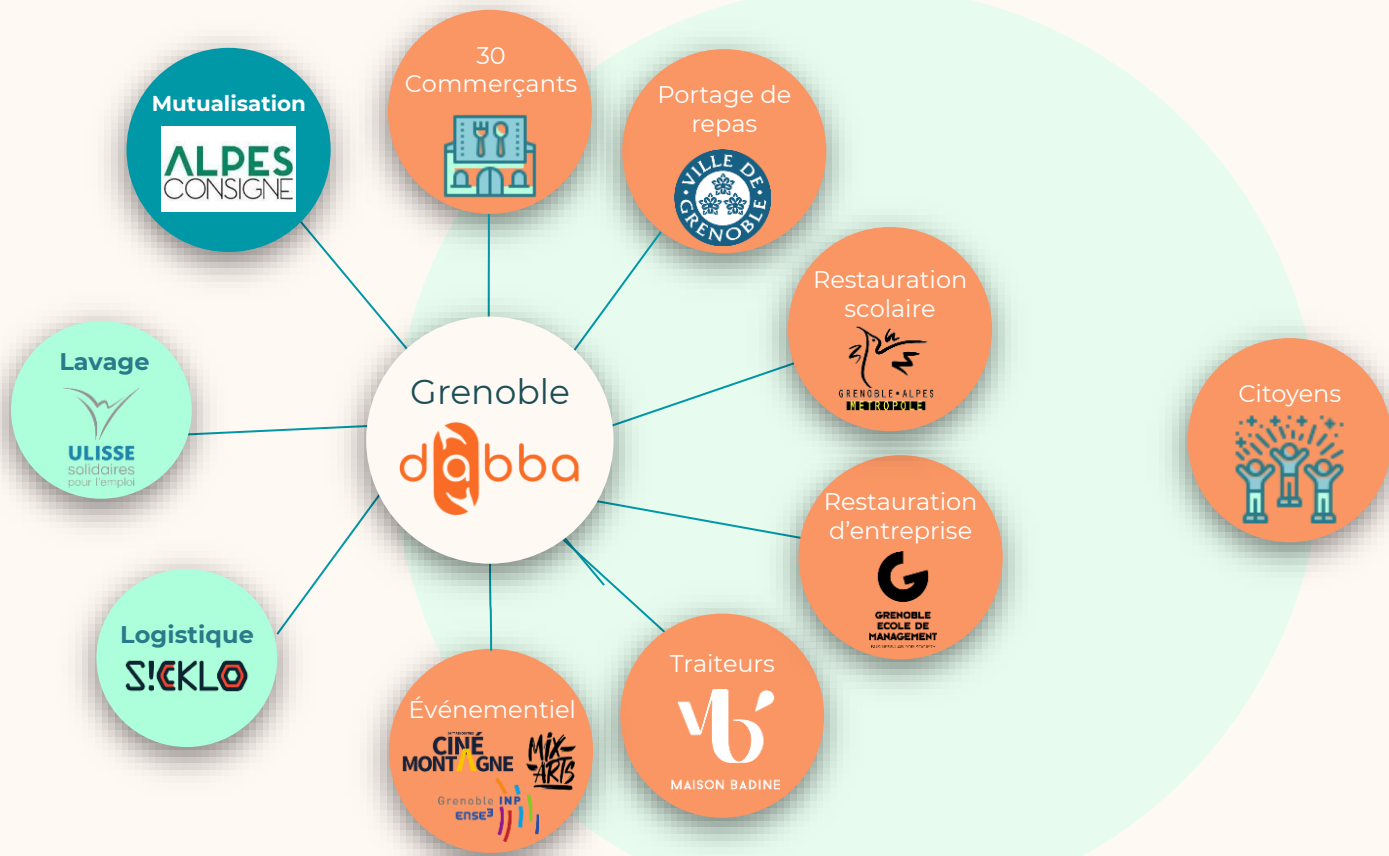 30
Commerçants
Mutualisation
ALPES
CONSIGNE
Portage de
repas
VILLE DE
GRENOBLE
Restauration
scolaire
GRENOBLE•ALPES
METROPOLE
Lavage
ULISSE
solidaires
pour l'emploi
Grenoble
dabba
Citoyens
Restauration
d'entreprise
GRENOBLE
ECOLE DE
MANAGEMENT
Logistique
S!CKLO
Traiteurs
MAISON BADINE
Événementiel
CINÉ
MONTAGNE
MIX-
ARTS
Grenoble INP
ENSE³